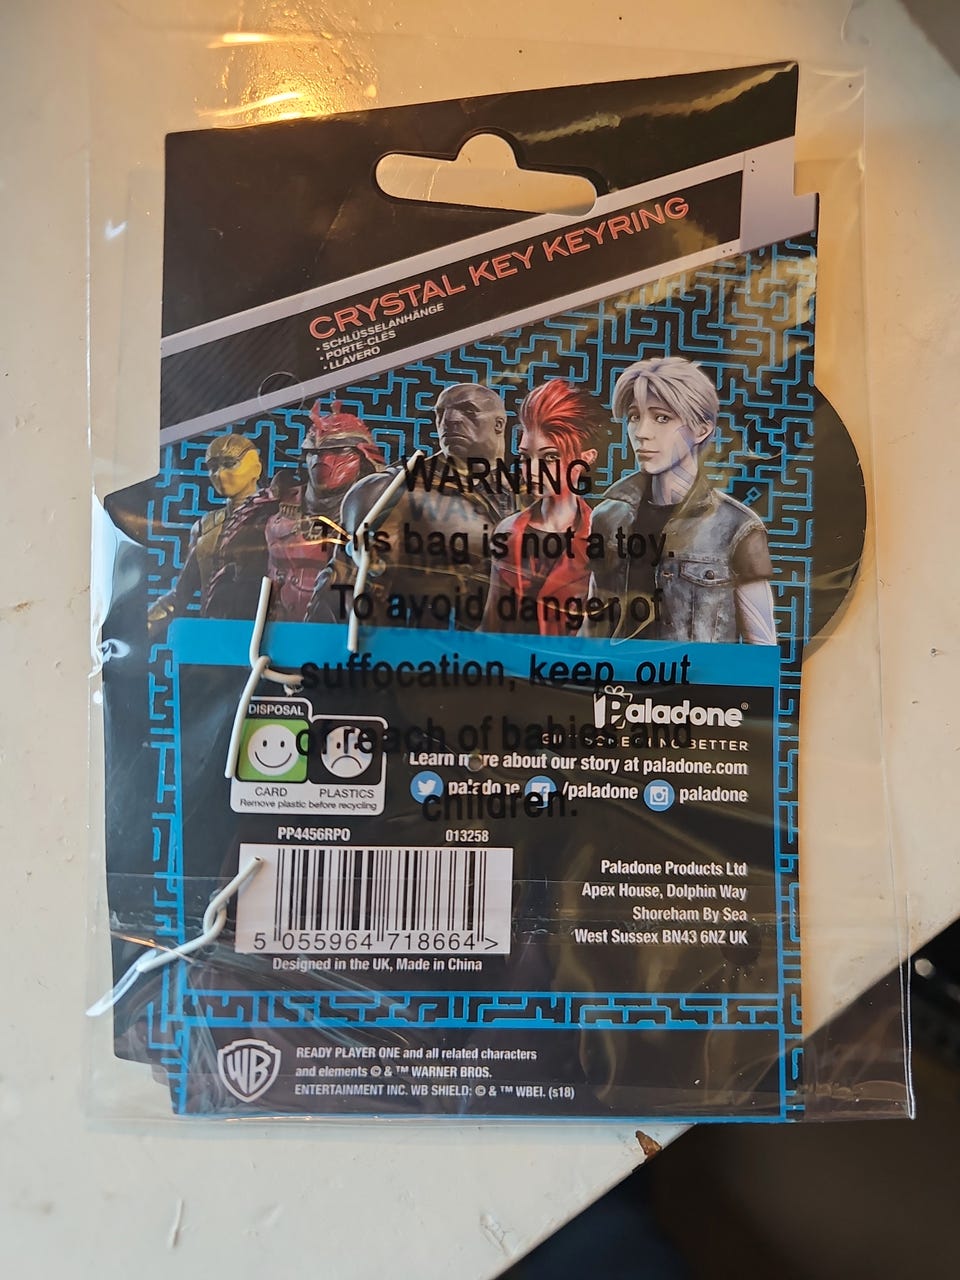 CRYSTAL KEY KEYRING
• SCHLÜSSELANHÄNGE
• PORTE-CLÉS
• LLAVERO
WARNING
This bag is not a toy.
To avoid danger of
suffocation, keep out
of reach of babies and
children.
DISPOSAL
CARD PLASTICS
Remove plastic before recycling
Paladone®
BETTER
Learn more about our story at paladone.com
paladone /paladone paladone
PP4456RPO 013258
5 055964 718664 >
Designed in the UK, Made in China
Paladone Products Ltd
Apex House, Dolphin Way
Shoreham By Sea
West Sussex BN43 6NZ UK
WB
READY PLAYER ONE and all related characters
and elements © & ™ WARNER BROS.
ENTERTAINMENT INC. WB SHIELD: © & ™ WBEI. (s18)